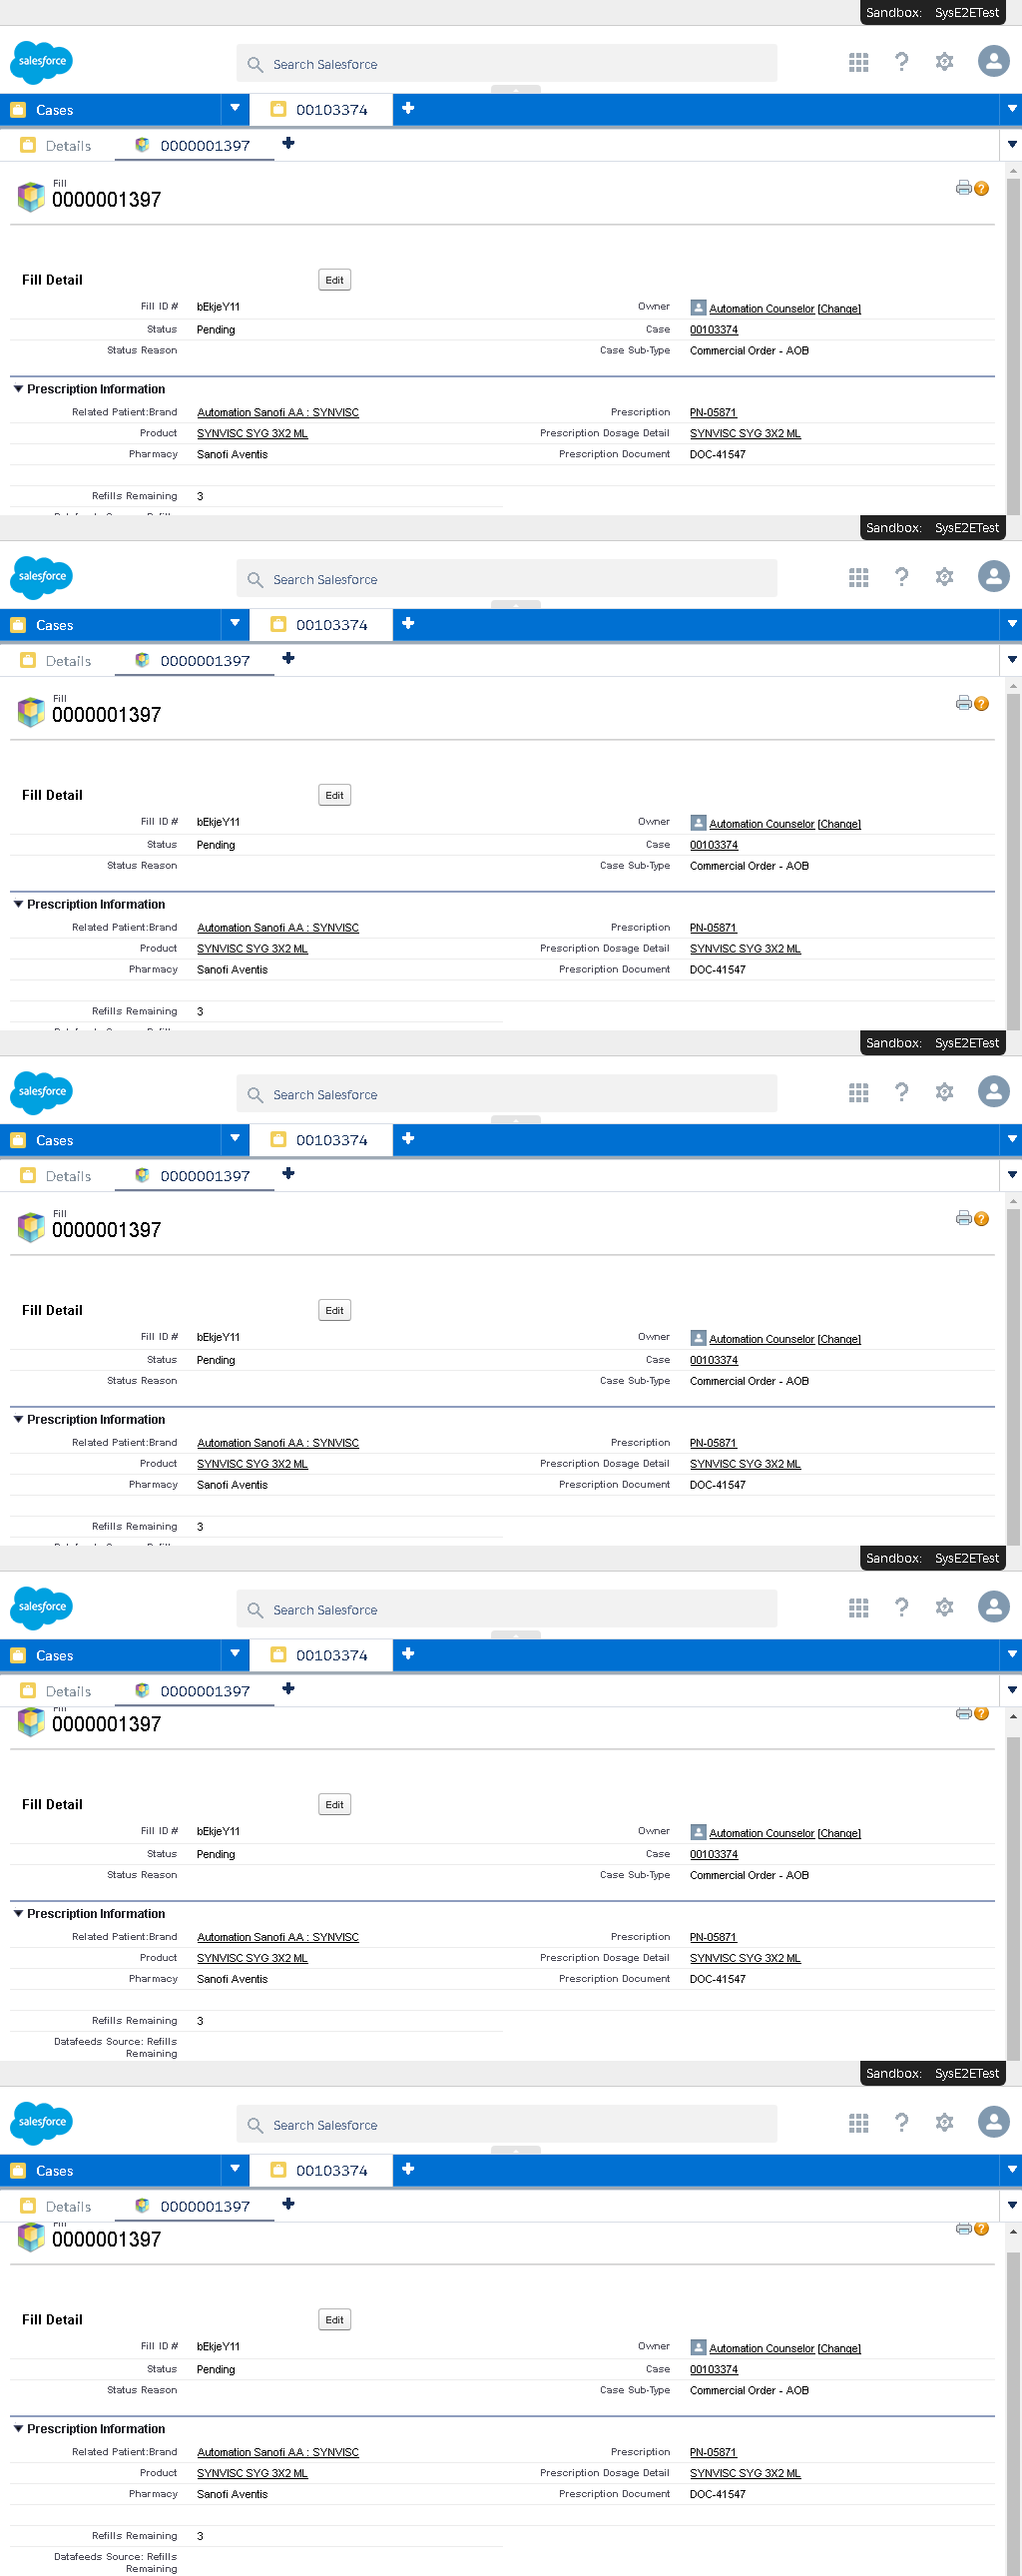 Sandbox: SysE2ETest
salesforce Search Salesforce
Cases 00103374
Details 0000001397
Fill
0000001397
Fill Detail Edit
Fill ID # bEkjeY11 Owner Automation Counselor [Change]
Status Pending Case 00103374
Status Reason Case Sub-Type Commercial Order - AOB
Prescription Information
Related Patient:Brand Automation Sanofi AA : SYNVISC Prescription PN-05871
Product SYNVISC SYG 3X2 ML Prescription Dosage Detail SYNVISC SYG 3X2 ML
Pharmacy Sanofi Aventis Prescription Document DOC-41547
Refills Remaining 3
Sandbox: SysE2ETest
salesforce Search Salesforce
Cases 00103374
Details 0000001397
Fill
0000001397
Fill Detail Edit
Fill ID # bEkjeY11 Owner Automation Counselor [Change]
Status Pending Case 00103374
Status Reason Case Sub-Type Commercial Order - AOB
Prescription Information
Related Patient:Brand Automation Sanofi AA : SYNVISC Prescription PN-05871
Product SYNVISC SYG 3X2 ML Prescription Dosage Detail SYNVISC SYG 3X2 ML
Pharmacy Sanofi Aventis Prescription Document DOC-41547
Refills Remaining 3
Sandbox: SysE2ETest
salesforce Search Salesforce
Cases 00103374
Details 0000001397
Fill
0000001397
Fill Detail Edit
Fill ID # bEkjeY11 Owner Automation Counselor [Change]
Status Pending Case 00103374
Status Reason Case Sub-Type Commercial Order - AOB
Prescription Information
Related Patient:Brand Automation Sanofi AA : SYNVISC Prescription PN-05871
Product SYNVISC SYG 3X2 ML Prescription Dosage Detail SYNVISC SYG 3X2 ML
Pharmacy Sanofi Aventis Prescription Document DOC-41547
Refills Remaining 3
Sandbox: SysE2ETest
salesforce Search Salesforce
Cases 00103374
Details 0000001397
0000001397
Fill Detail Edit
Fill ID # bEkjeY11 Owner Automation Counselor [Change]
Status Pending Case 00103374
Status Reason Case Sub-Type Commercial Order - AOB
Prescription Information
Related Patient:Brand Automation Sanofi AA : SYNVISC Prescription PN-05871
Product SYNVISC SYG 3X2 ML Prescription Dosage Detail SYNVISC SYG 3X2 ML
Pharmacy Sanofi Aventis Prescription Document DOC-41547
Refills Remaining 3
Datafeeds Source: Refills
Remaining
Sandbox: SysE2ETest
salesforce Search Salesforce
Cases 00103374
Details 0000001397
0000001397
Fill Detail Edit
Fill ID # bEkjeY11 Owner Automation Counselor [Change]
Status Pending Case 00103374
Status Reason Case Sub-Type Commercial Order - AOB
Prescription Information
Related Patient:Brand Automation Sanofi AA : SYNVISC Prescription PN-05871
Product SYNVISC SYG 3X2 ML Prescription Dosage Detail SYNVISC SYG 3X2 ML
Pharmacy Sanofi Aventis Prescription Document DOC-41547
Refills Remaining 3
Datafeeds Source: Refills
Remaining